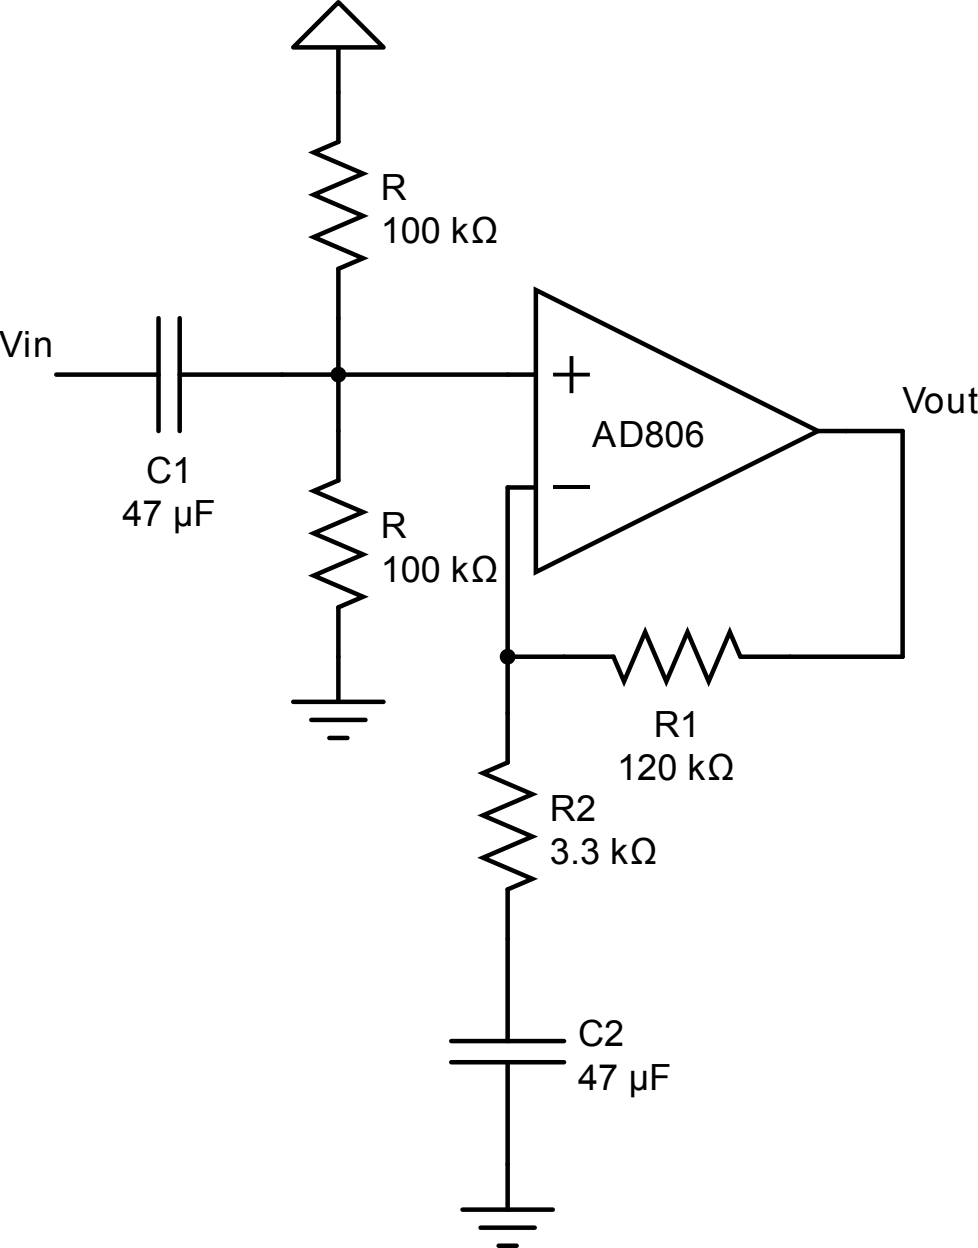 R
100 kΩ
Vin
+
AD806
−
Vout
C1
47 µF
R
100 kΩ
R1
120 kΩ
R2
3.3 kΩ
C2
47 µF